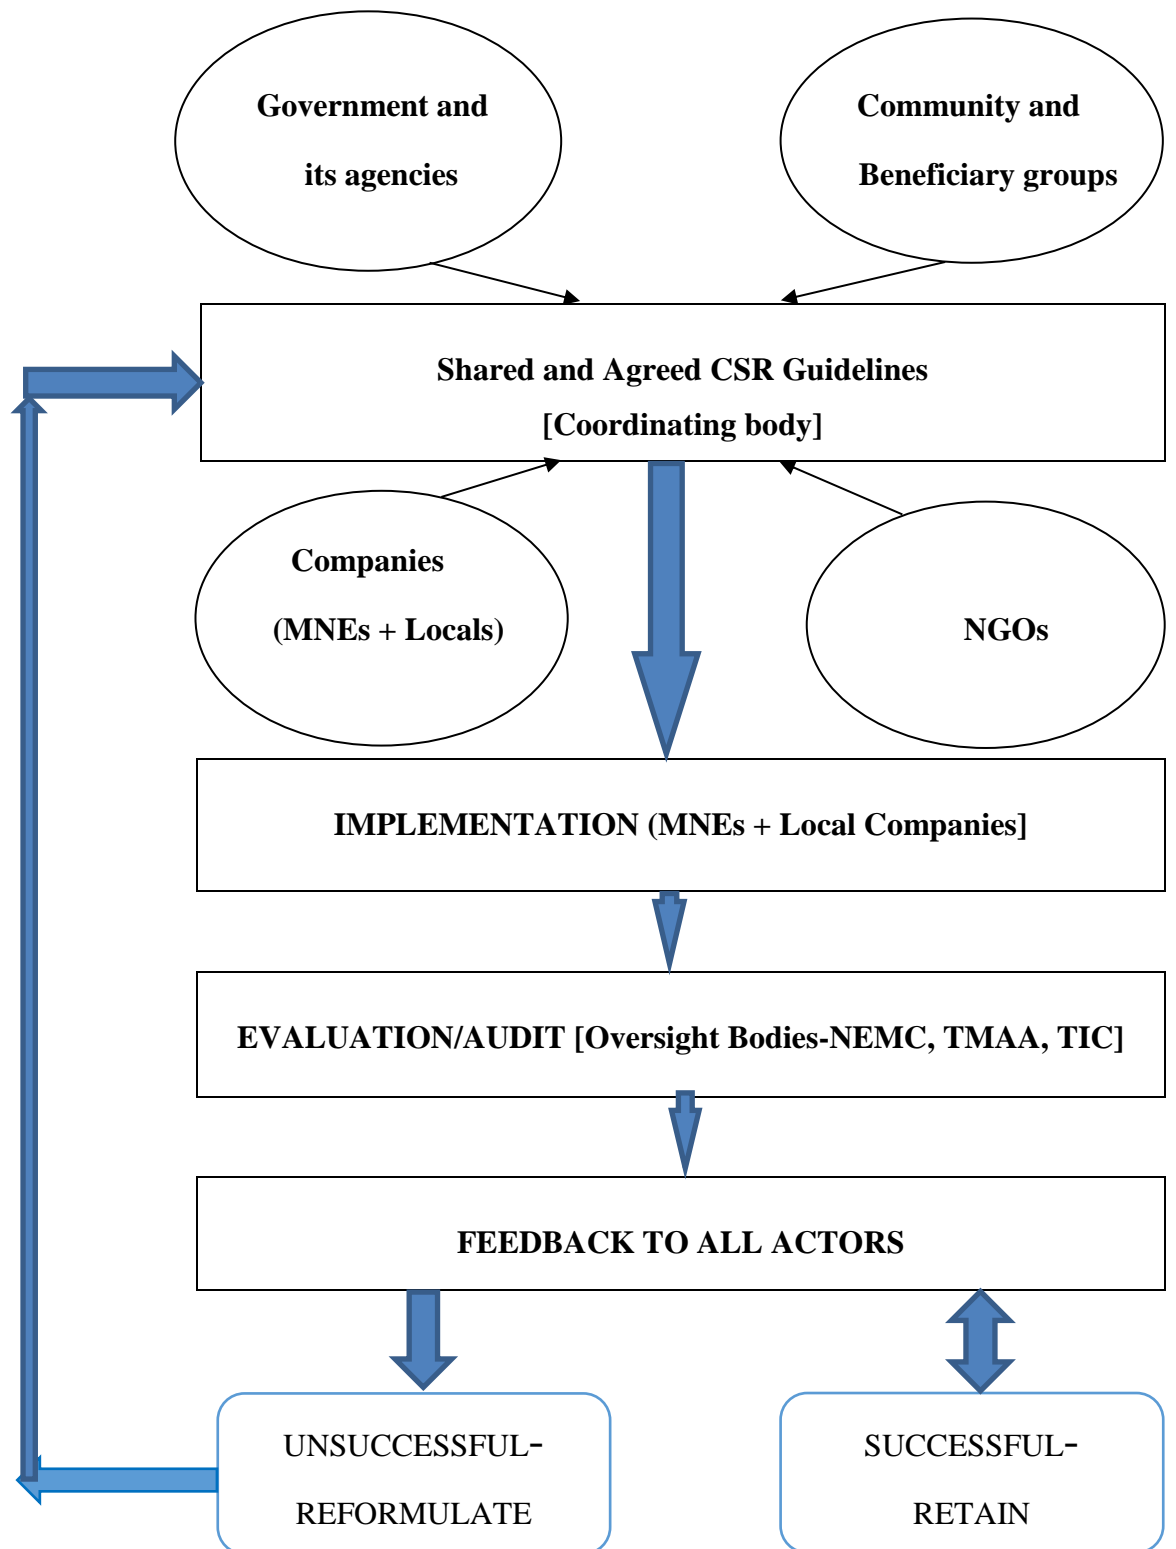 Government and
its agencies
Community and
Beneficiary groups
Shared and Agreed CSR Guidelines
[Coordinating body]
Companies
(MNEs + Locals)
NGOs
IMPLEMENTATION (MNEs + Local Companies]
EVALUATION/AUDIT [Oversight Bodies-NEMC, TMAA, TIC]
FEEDBACK TO ALL ACTORS
UNSUCCESSFUL-
REFORMULATE
SUCCESSFUL-
RETAIN